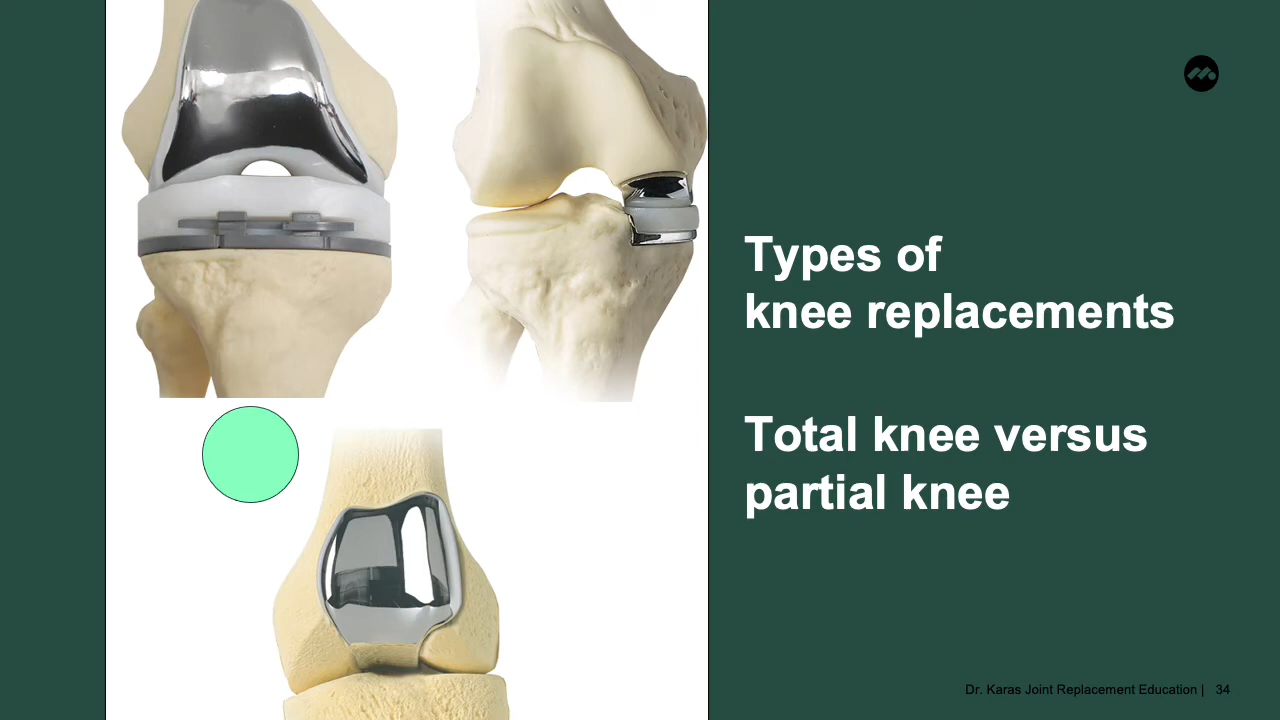 Types of
knee replacements
Total knee versus
partial knee
Dr. Karas Joint Replacement Education | 34